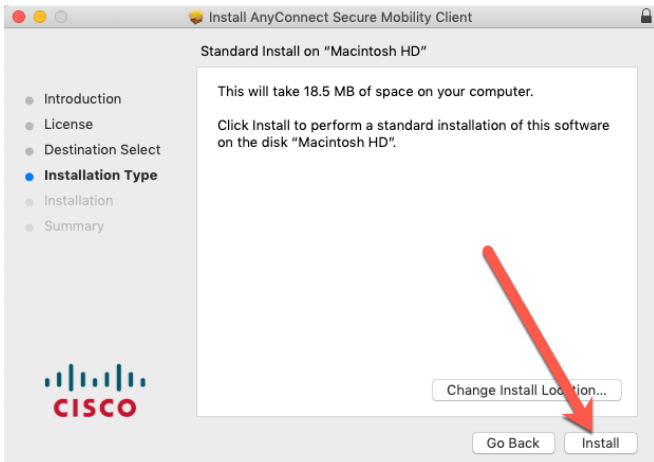 Install AnyConnect Secure Mobility Client
Standard Install on “Macintosh HD”
Introduction
License
Destination Select
Installation Type
Installation
Summary
This will take 18.5 MB of space on your computer.
Click Install to perform a standard installation of this software
on the disk “Macintosh HD”.
CISCO
Change Install Location...
Go Back
Install